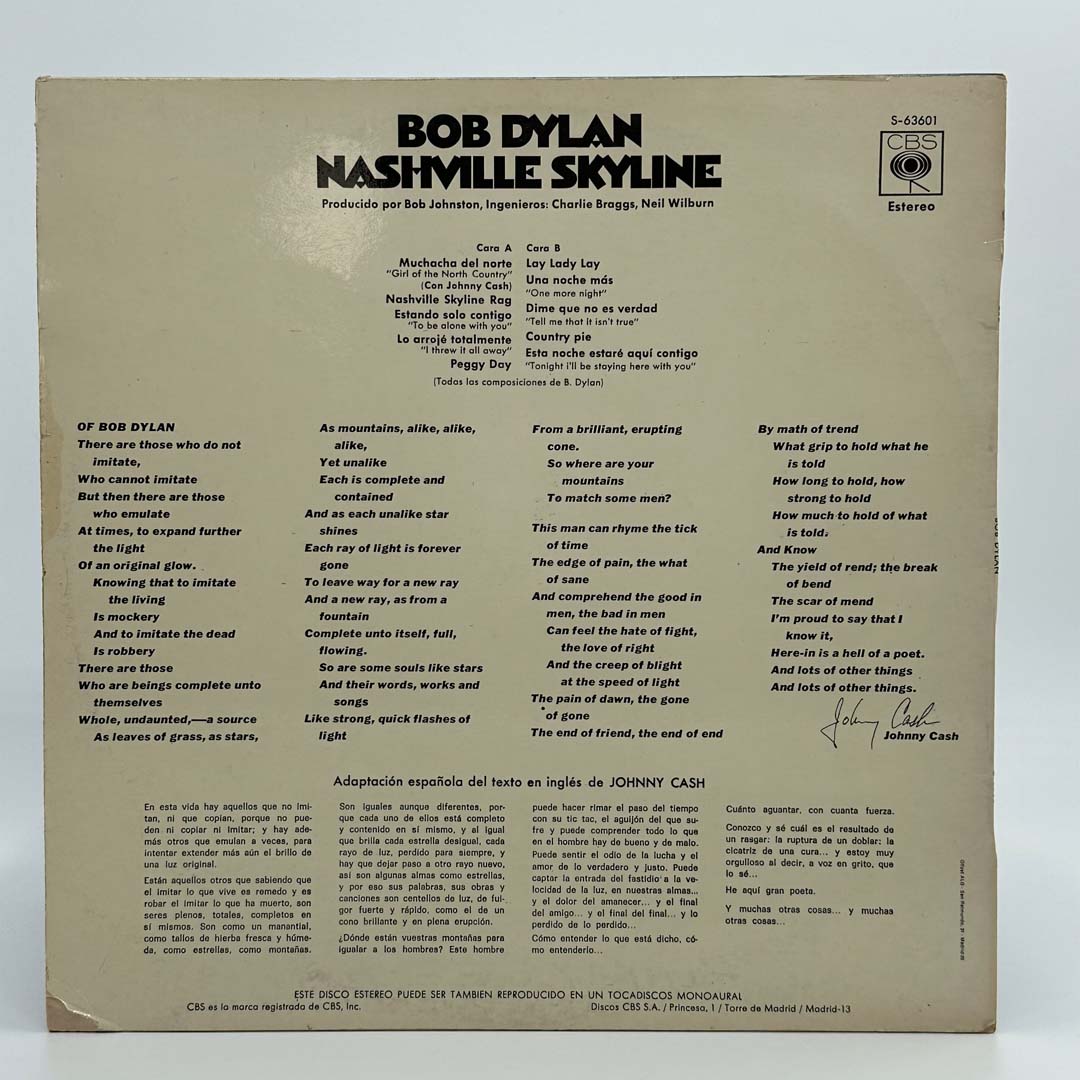 BOB DYLAN
NASHVILLE SKYLINE
Producido por Bob Johnston, Ingenieros: Charlie Braggs, Neil Wilburn
S-63601
CBS
Estereo
Cara A
Muchacha del norte
"Girl of the North Country"
(Con Johnny Cash)
Nashville Skyline Rag
Estando solo contigo
"To be alone with you"
Lo arrojé totalmente
"I threw it all away"
Peggy Day
Cara B
Lay Lady Lay
Una noche más
"One more night"
Dime que no es verdad
"Tell me that it isn't true"
Country pie
Esta noche estaré aquí contigo
"Tonight i'll be staying here with you"
(Todas las composiciones de B. Dylan)
OF BOB DYLAN
There are those who do not
imitate,
Who cannot imitate
But then there are those
who emulate
At times, to expand further
the light
Of an original glow.
Knowing that to imitate
the living
Is mockery
And to imitate the dead
Is robbery
There are those
Who are beings complete unto
themselves
Whole, undaunted,—a source
As leaves of grass, as stars,
As mountains, alike, alike,
alike,
Yet unalike
Each is complete and
contained
And as each unalike star
shines
Each ray of light is forever
gone
To leave way for a new ray
And a new ray, as from a
fountain
Complete unto itself, full,
flowing.
So are some souls like stars
And their words, works and
songs
Like strong, quick flashes of
light
From a brilliant, erupting
cone.
So where are your
mountains
To match some men?
This man can rhyme the tick
of time
The edge of pain, the what
of sane
And comprehend the good in
men, the bad in men
Can feel the hate of fight,
the love of right
And the creep of blight
at the speed of light
The pain of dawn, the gone
of gone
The end of friend, the end of end
By math of trend
What grip to hold what he
is told
How long to hold, how
strong to hold
How much to hold of what
is told.
And Know
The yield of rend; the break
of bend
The scar of mend
I'm proud to say that I
know it,
Here-in is a hell of a poet.
And lots of other things
And lots of other things.
Johnny Cash
Johnny Cash
Adaptación española del texto en inglés de JOHNNY CASH
En esta vida hay aquellos que no imi-
tan, ni que copian, porque no pue-
den ni copiar ni imitar; y hay ade-
más otros que emulan a veces, para
intentar extender más aún el brillo de
una luz original.
Están aquellos otros que sabiendo que
el imitar lo que vive es remedo y es
robar el imitar lo que ha muerto, son
seres plenos, totales, completos en
sí mismos. Son como un manantial,
como tallos de hierba fresca y húme-
da, como estrellas, como montañas.
Son iguales aunque diferentes, por-
que cada uno de ellos está completo
y contenido en sí mismo, y al igual
que brilla cada estrella desigual, cada
rayo de luz, perdido para siempre, y
hay que dejar paso a otro rayo nuevo,
así son algunas almas como estrellas,
y por eso sus palabras, sus obras y
canciones son centellos de luz, de ful-
gor fuerte y rápido, como el de un
cono brillante y en plena erupción.
¿Dónde están vuestras montañas para
igualar a los hombres? Este hombre
puede hacer rimar el paso del tiempo
con su tic tac, el aguijón del que su-
fre y puede comprender todo lo que
en el hombre hay de bueno y de malo.
Puede sentir el odio de la lucha y el
amor de lo verdadero y justo. Puede
captar la entrada del fastidio a la ve-
locidad de la luz, en nuestras almas...
y el dolor del amanecer... y el final
del amigo... y el final del final... y lo
perdido de lo perdido...
Cómo entender lo que está dicho, có-
mo entenderlo...
Cuánto aguantar, con cuanta fuerza.
Conozco y sé cuál es el resultado de
un rasgar: la ruptura de un doblar: la
cicatriz de una cura... y estoy muy
orgulloso al decir, a voz en grito, que
lo sé...
He aquí gran poeta.
Y muchas otras cosas... y muchas
otras cosas...
ESTE DISCO ESTEREO PUEDE SER TAMBIEN REPRODUCIDO EN UN TOCADISCOS MONOAURAL
CBS es la marca registrada de CBS, Inc.
Discos CBS S.A. / Princesa, 1 / Torre de Madrid / Madrid-13
BOB DYLAN